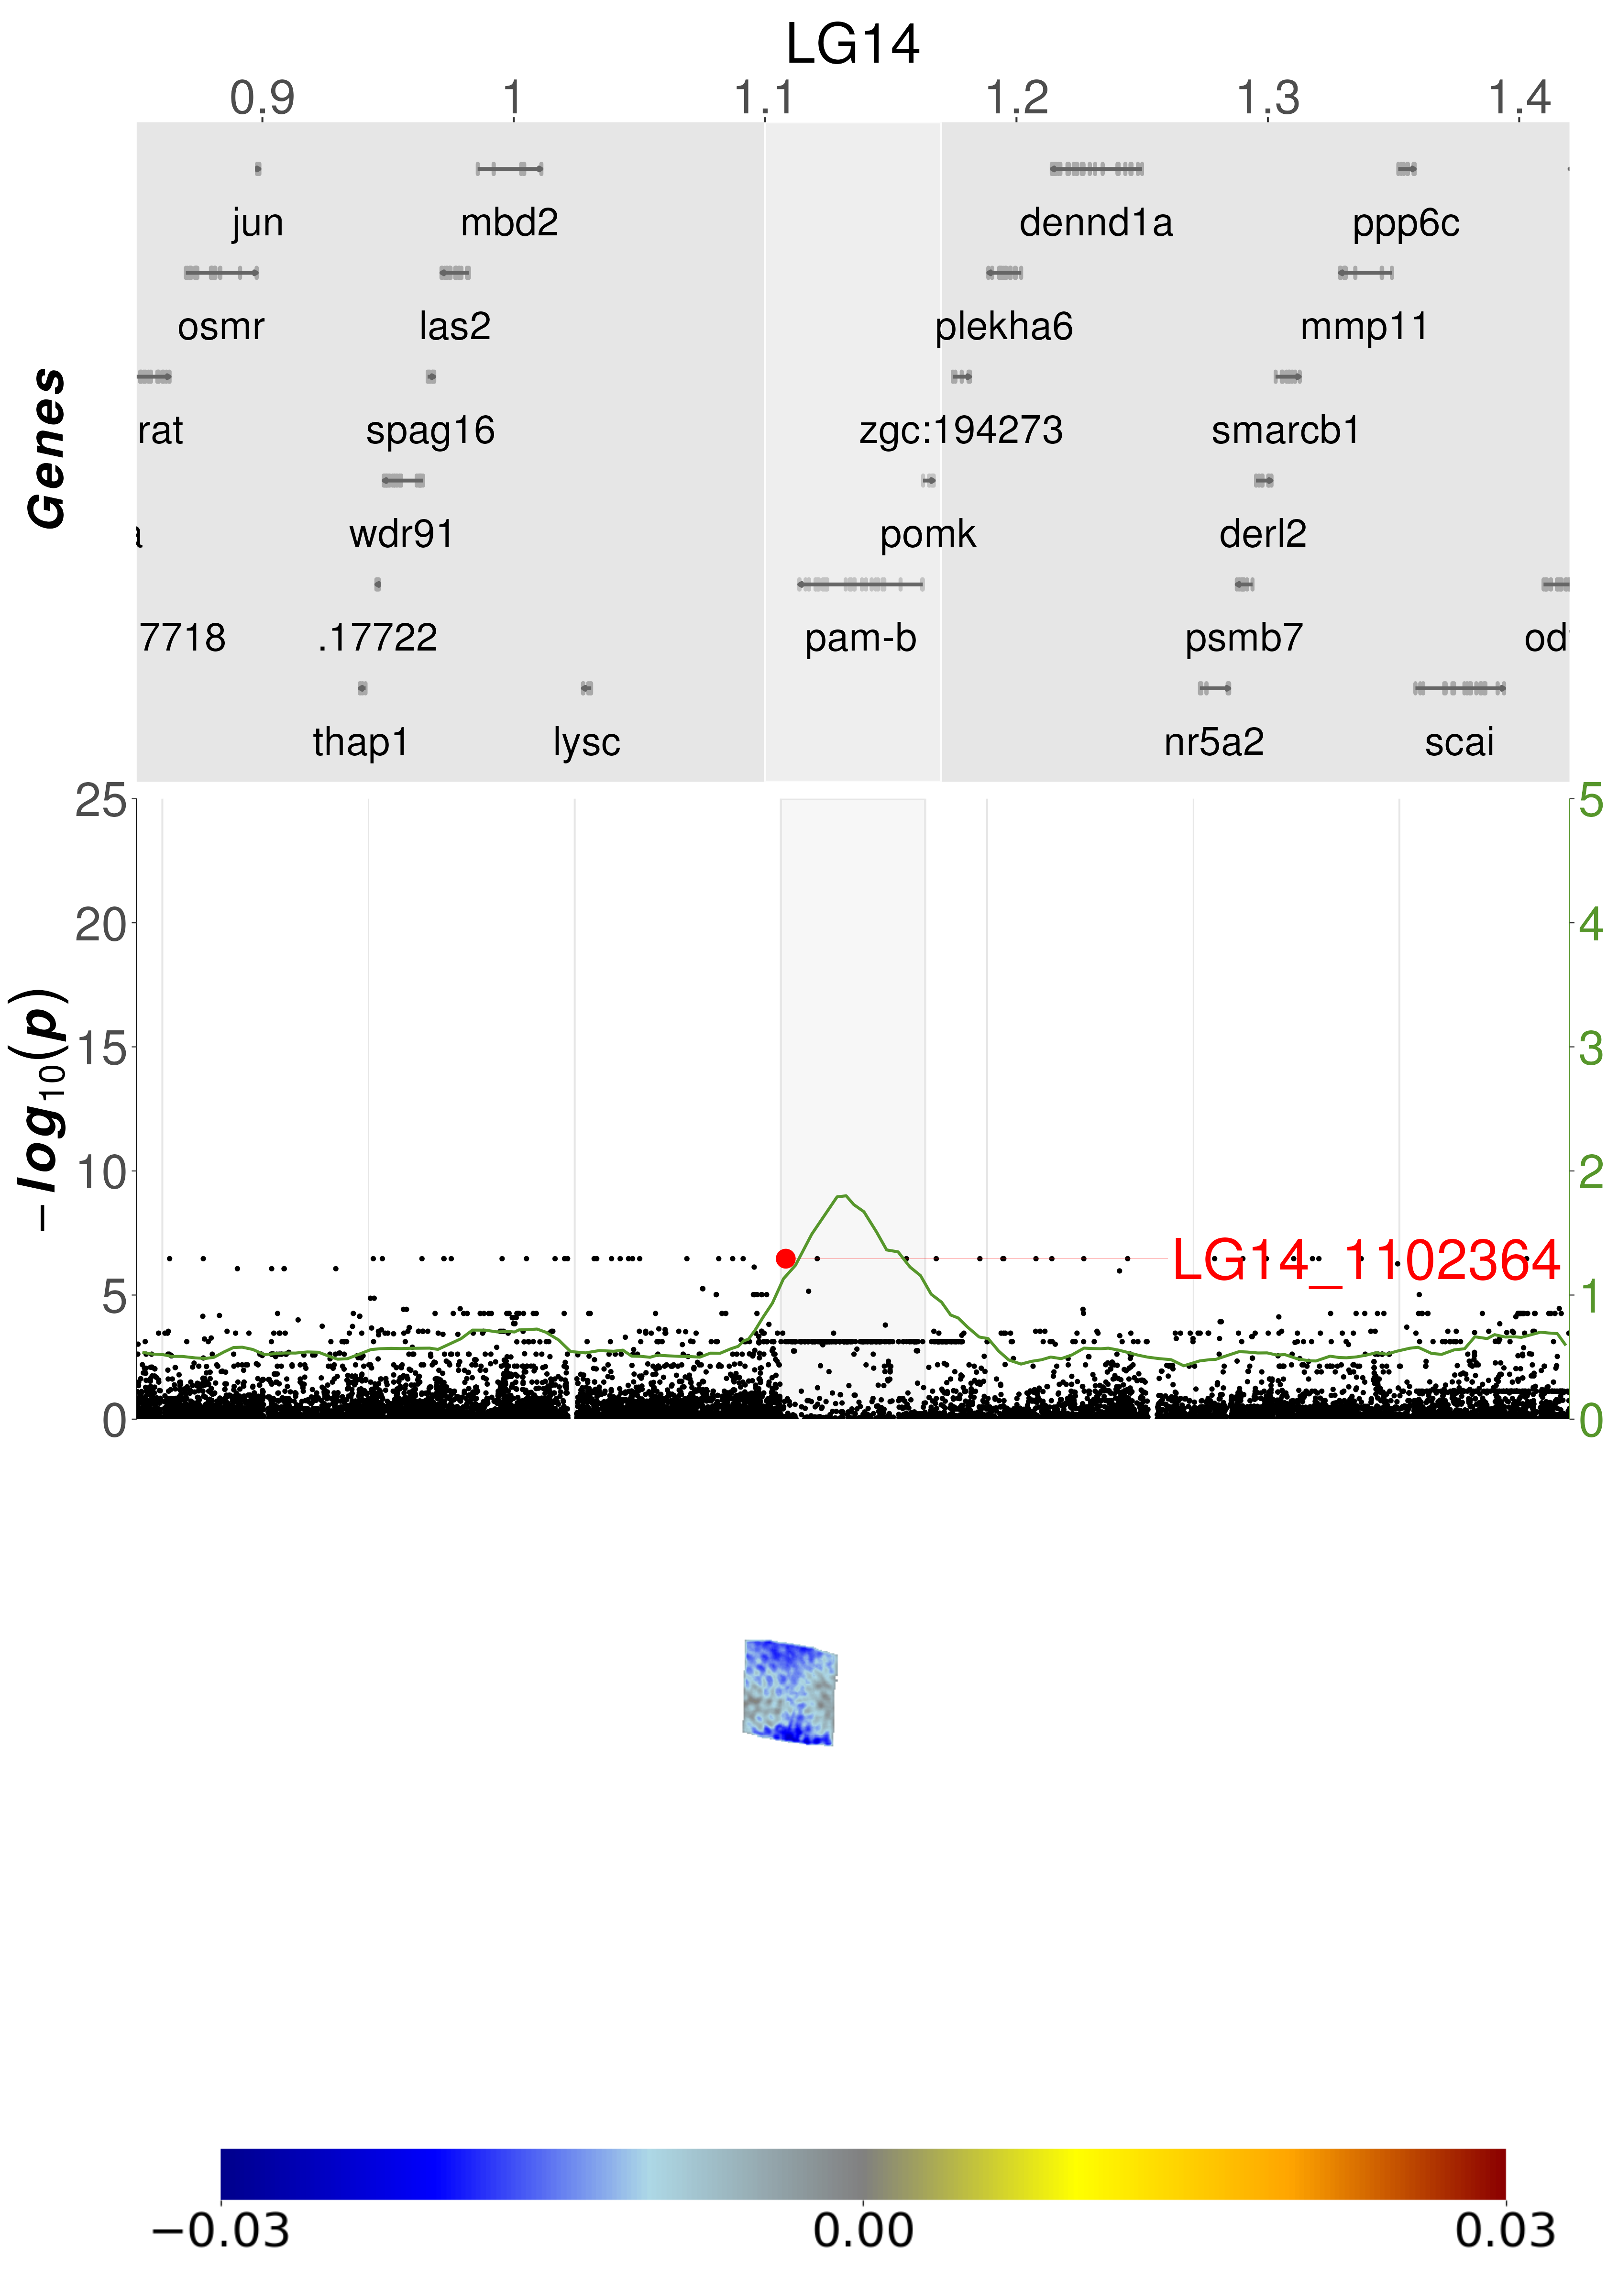 LG14
0.9 1 1.1 1.2 1.3 1.4
Genes
jun mbd2 dennd1a ppp6c
osmr las2 plekha6 mmp11
rat spag16 zgc:194273 smarcb1
a wdr91 pomk derl2
7718 .17722 pam-b psmb7 od
thap1 lysc nr5a2 scai
25 5
20 4
15 3
10 2
5 1
0 0
−log10(p)
LG14_1102364
−0.03 0.00 0.03